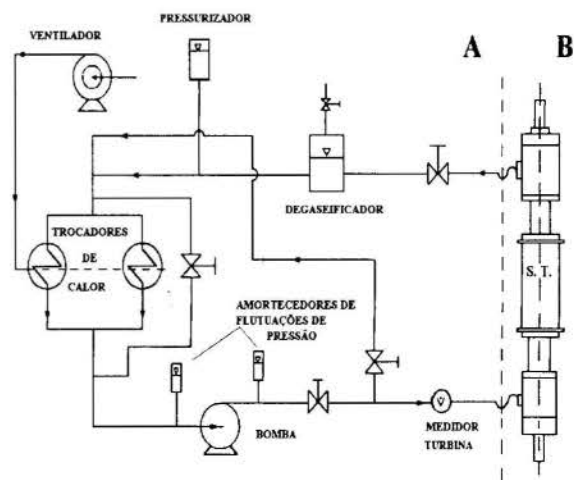 PRESSURIZADOR
VENTILADOR
A
B
DEGASEIFICADOR
TROCADORES
DE
CALOR
S. T.
AMORTECEDORES DE
FLUTUAÇÕES DE
PRESSÃO
BOMBA
MEDIDOR
TURBINA